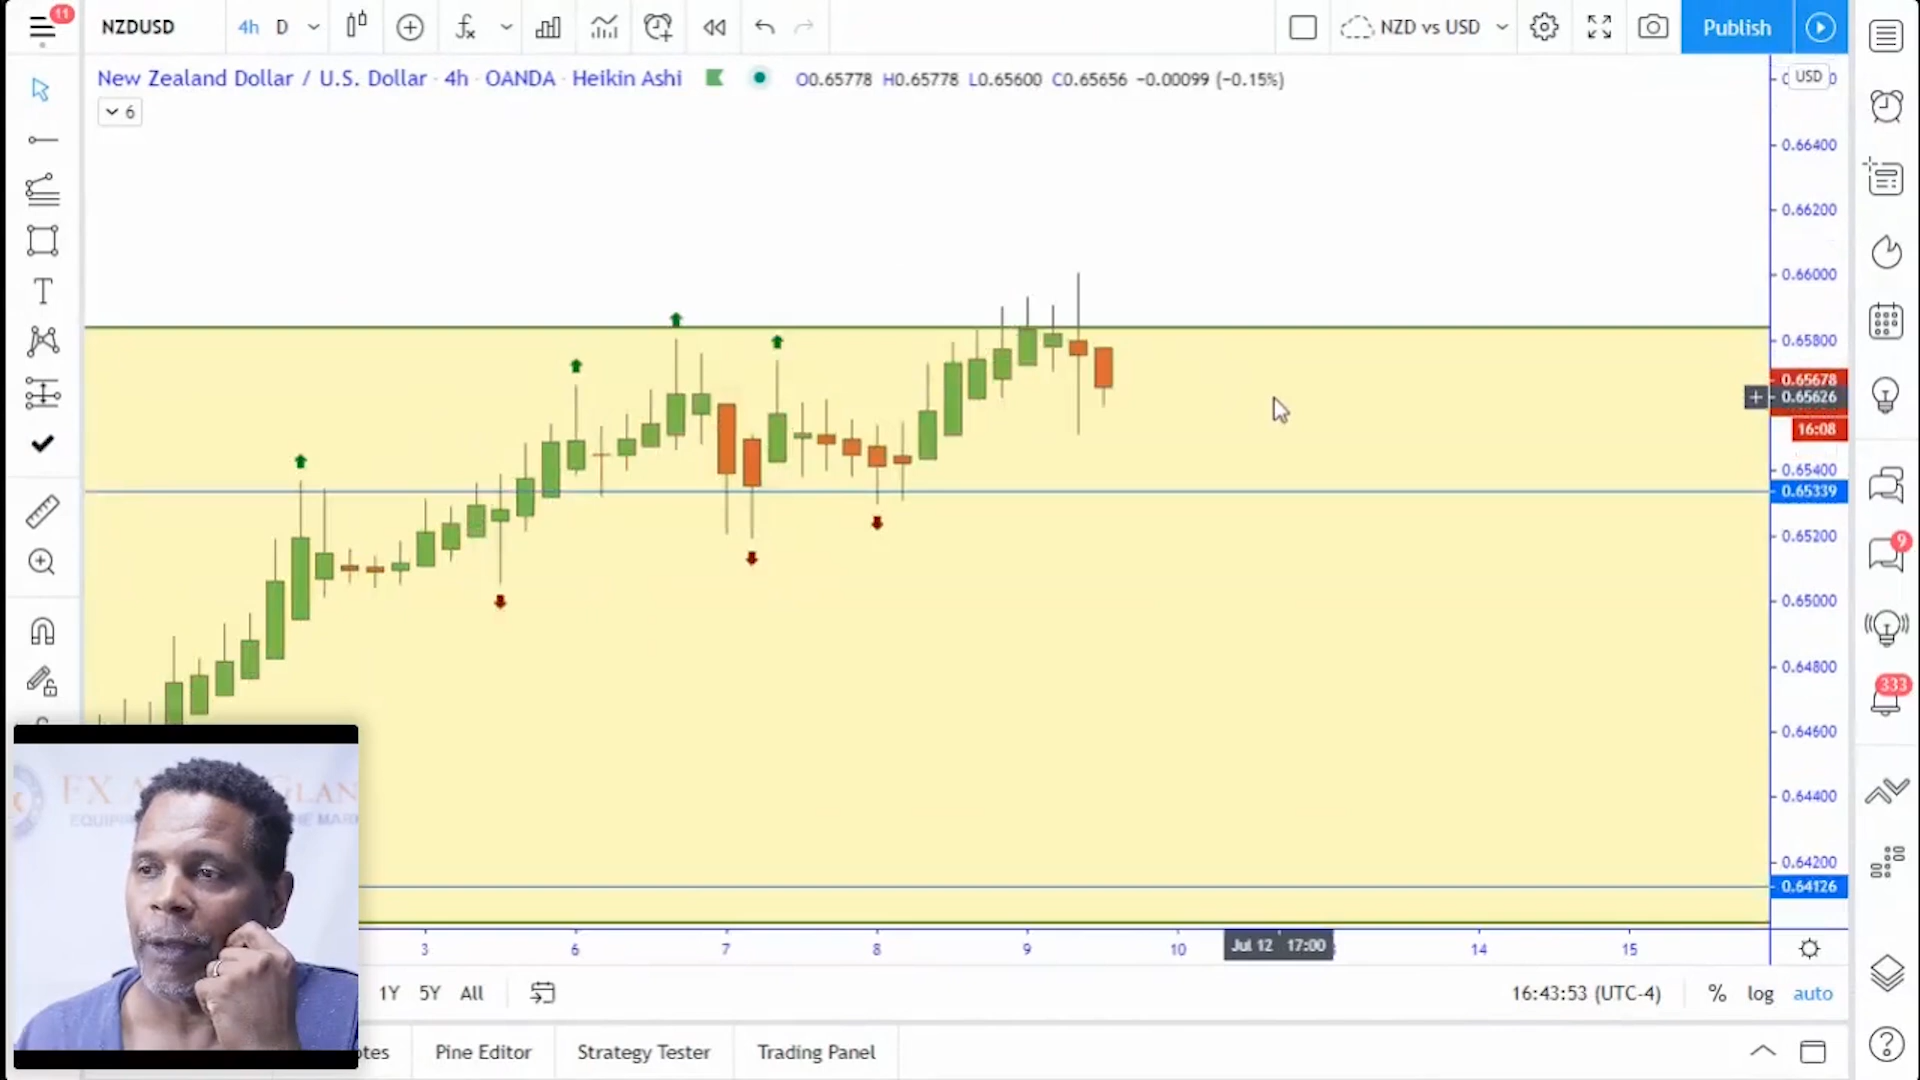 11
NZDUSD
4h
D
NZD vs USD
Publish
New Zealand Dollar / U.S. Dollar · 4h · OANDA · Heikin Ashi
O0.65778 H0.65778 L0.65600 C0.65656 −0.00099 (−0.15%)
USD
6
0.66400
0.66200
0.66000
0.65800
0.65678
0.65626
16:08
0.65400
0.65339
0.65200
0.65000
0.64800
0.64600
0.64400
0.64200
0.64126
9
333
3
6
7
8
9
10
Jul 12 17:00
14
15
1Y
5Y
All
16:43:53 (UTC-4)
%
log
auto
Pine Editor
Strategy Tester
Trading Panel
FX